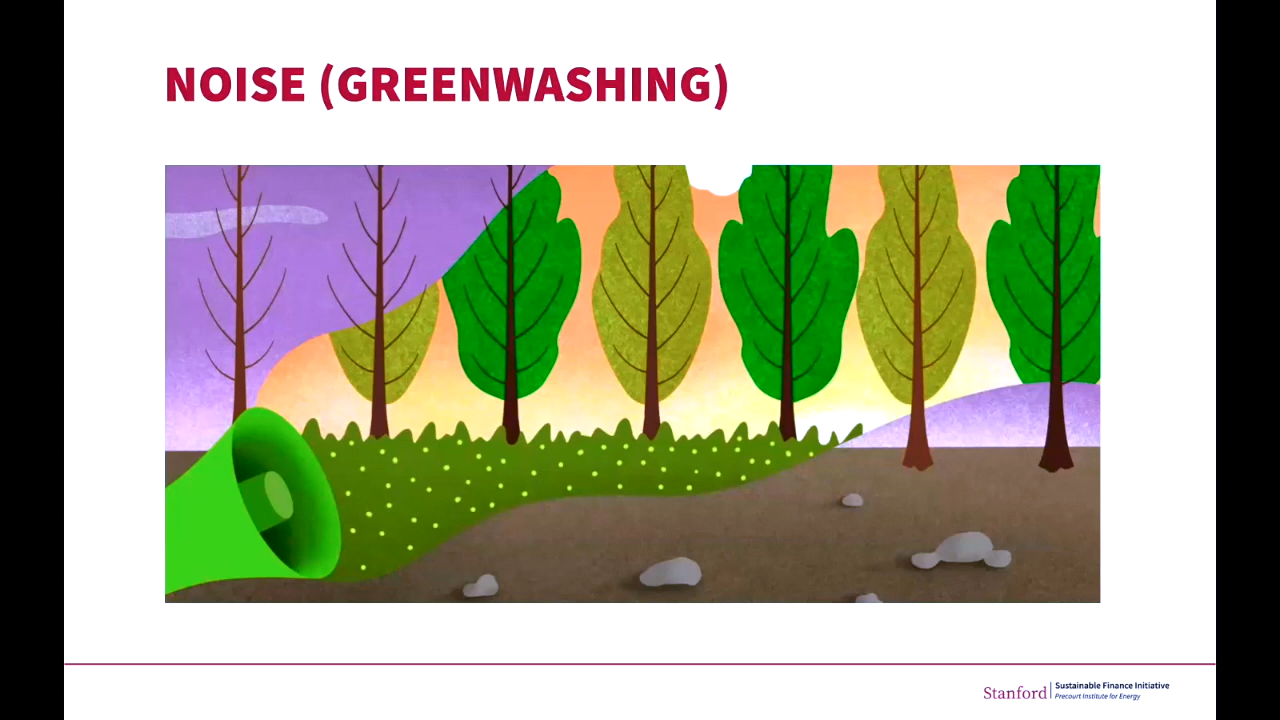 NOISE (GREENWASHING)
Stanford
Sustainable Finance Initiative
Precourt Institute for Energy